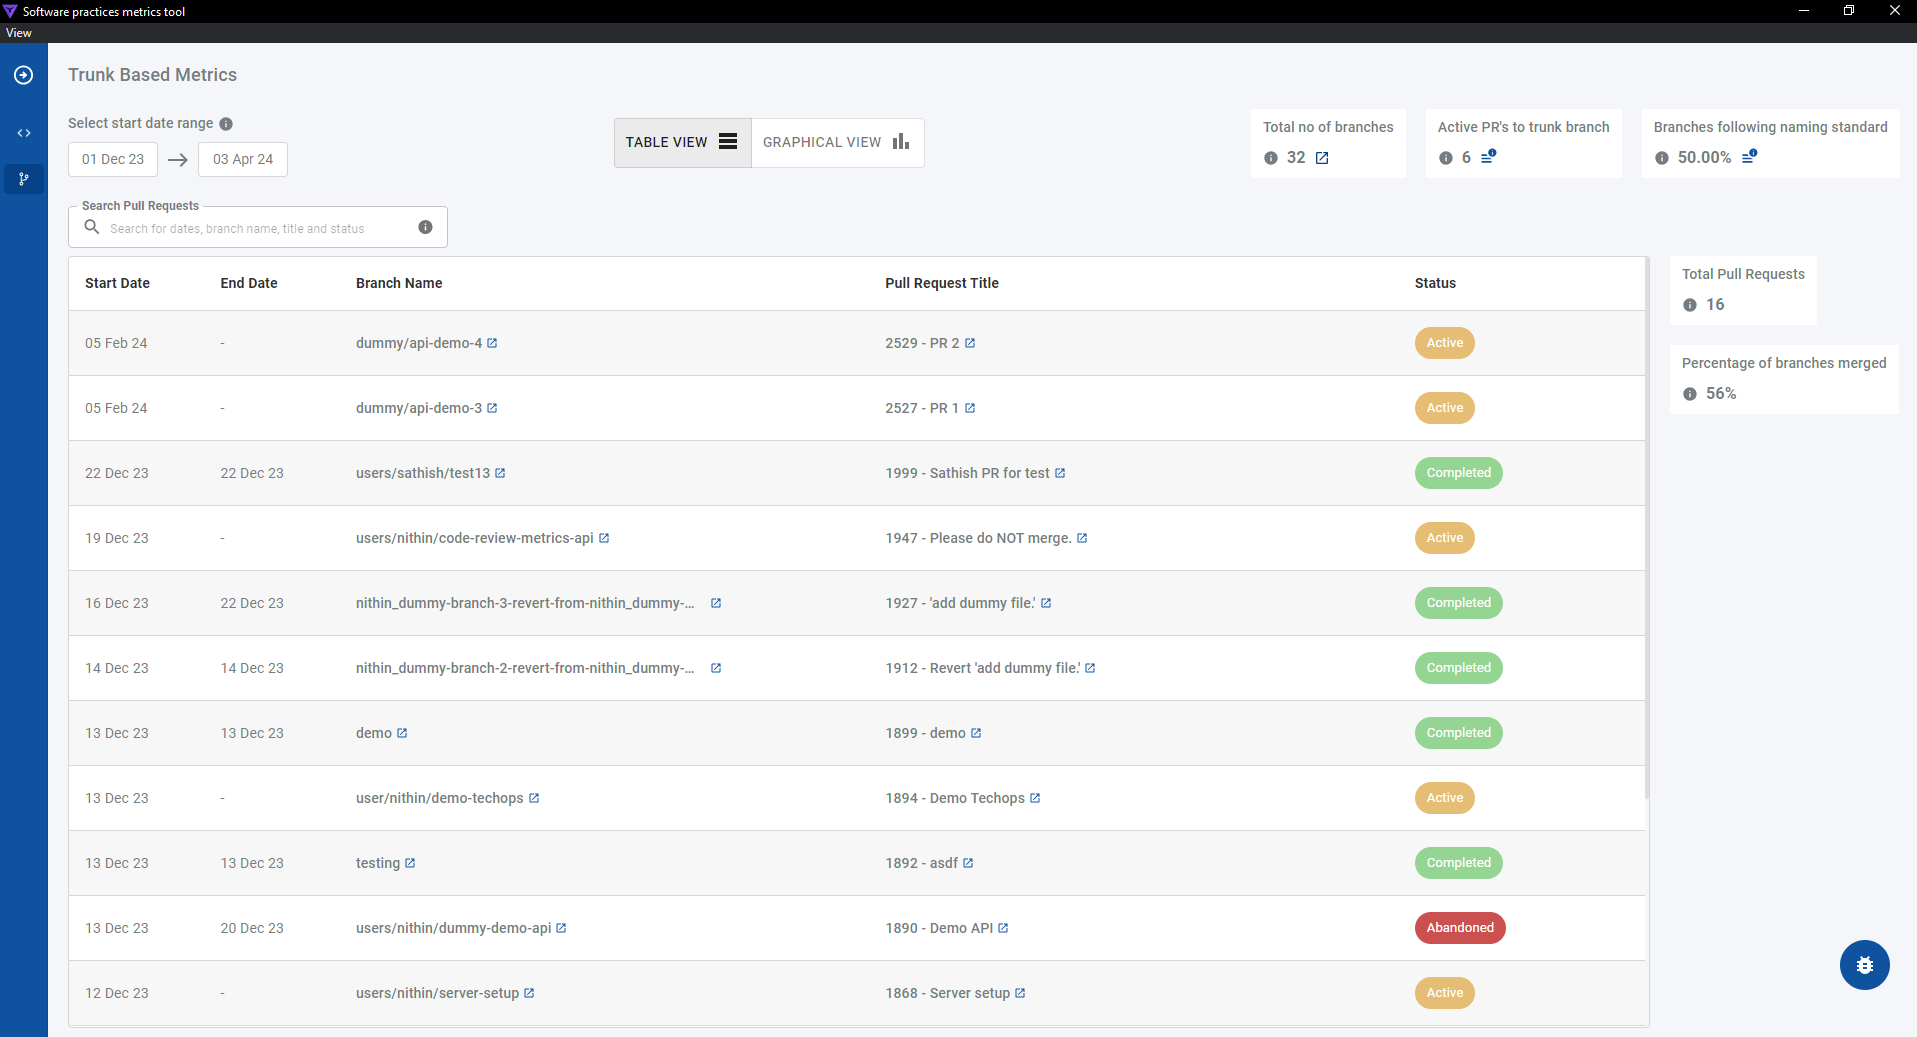 Software practices metrics tool
View
Trunk Based Metrics
Select start date range
01 Dec 23
03 Apr 24
TABLE VIEW
GRAPHICAL VIEW
Total no of branches
32
Active PR's to trunk branch
6
Branches following naming standard
50.00%
Search Pull Requests
Search for dates, branch name, title and status
Start Date End Date Branch Name Pull Request Title Status
05 Feb 24 - dummy/api-demo-4 2529 - PR 2 Active
05 Feb 24 - dummy/api-demo-3 2527 - PR 1 Active
22 Dec 23 22 Dec 23 users/sathish/test13 1999 - Sathish PR for test Completed
19 Dec 23 - users/nithin/code-review-metrics-api 1947 - Please do NOT merge. Active
16 Dec 23 22 Dec 23 nithin_dummy-branch-3-revert-from-nithin_dummy-... 1927 - 'add dummy file.' Completed
14 Dec 23 14 Dec 23 nithin_dummy-branch-2-revert-from-nithin_dummy-... 1912 - Revert 'add dummy file.' Completed
13 Dec 23 13 Dec 23 demo 1899 - demo Completed
13 Dec 23 - user/nithin/demo-techops 1894 - Demo Techops Active
13 Dec 23 13 Dec 23 testing 1892 - asdf Completed
13 Dec 23 20 Dec 23 users/nithin/dummy-demo-api 1890 - Demo API Abandoned
12 Dec 23 - users/nithin/server-setup 1868 - Server setup Active
Total Pull Requests
16
Percentage of branches merged
56%